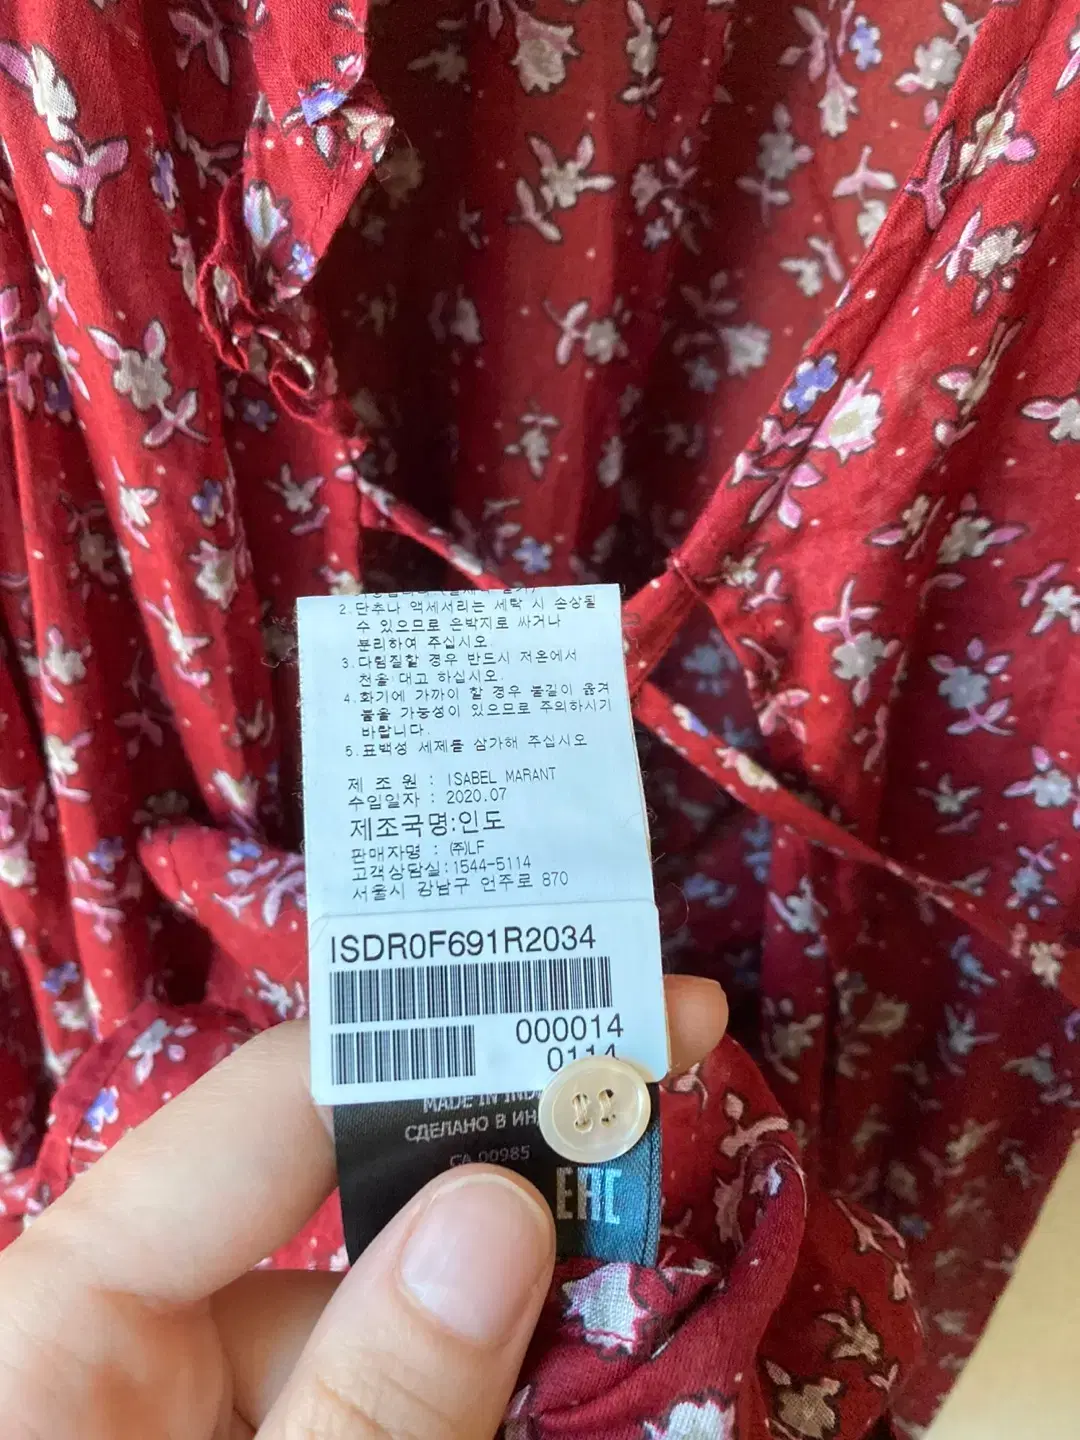 2.단추나 액세서리는 세탁 시 손상될
수 있으므로 은박지로 싸거나
분리하여 주십시오.
3.다림질할 경우 반드시 저온에서
천을 대고 하십시오.
4.화기에 가까이 할 경우 불길이 옮겨
붙을 가능성이 있으므로 주의하시기
바랍니다.
5.표백성 세제를 삼가해 주십시오
제 조 원 : ISABEL MARANT
수입일자 : 2020.07
제조국명:인도
판매자명 : ㈜LF
고객상담실:1544-5114
서울시 강남구 언주로 870
ISDR0F691R2034
000014
0114
MADE IN
СДЕЛАНО В
CA 00985
EAC